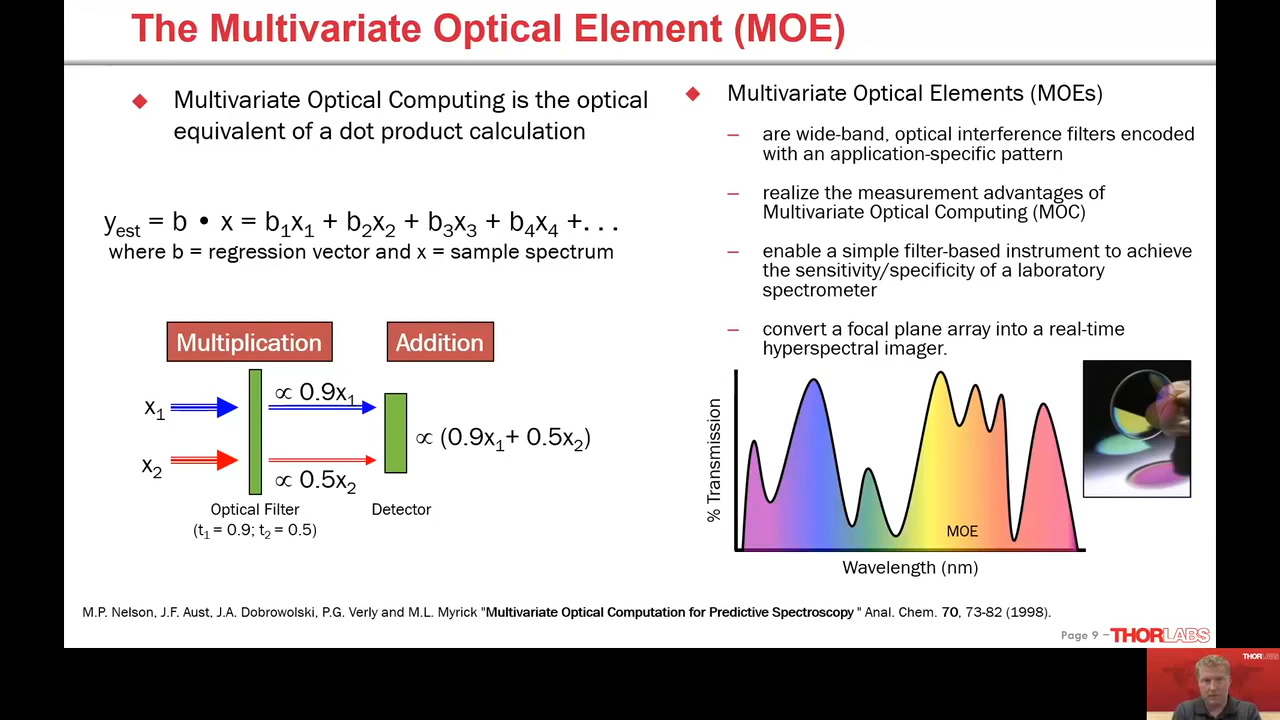 The Multivariate Optical Element (MOE)
◆ Multivariate Optical Computing is the optical
equivalent of a dot product calculation
y_est = b • x = b₁x₁ + b₂x₂ + b₃x₃ + b₄x₄ +. . .
where b = regression vector and x = sample spectrum
Multiplication
Addition
x₁
∝ 0.9x₁
x₂
∝ 0.5x₂
∝ (0.9x₁+ 0.5x₂)
Optical Filter
(t₁ = 0.9; t₂ = 0.5)
Detector
◆ Multivariate Optical Elements (MOEs)
– are wide-band, optical interference filters encoded
with an application-specific pattern
– realize the measurement advantages of
Multivariate Optical Computing (MOC)
– enable a simple filter-based instrument to achieve
the sensitivity/specificity of a laboratory
spectrometer
– convert a focal plane array into a real-time
hyperspectral imager.
% Transmission
MOE
Wavelength (nm)
M.P. Nelson, J.F. Aust, J.A. Dobrowolski, P.G. Verly and M.L. Myrick "Multivariate Optical Computation for Predictive Spectroscopy " Anal. Chem. 70, 73-82 (1998).
Page 9 – THORLABS
THORLABS